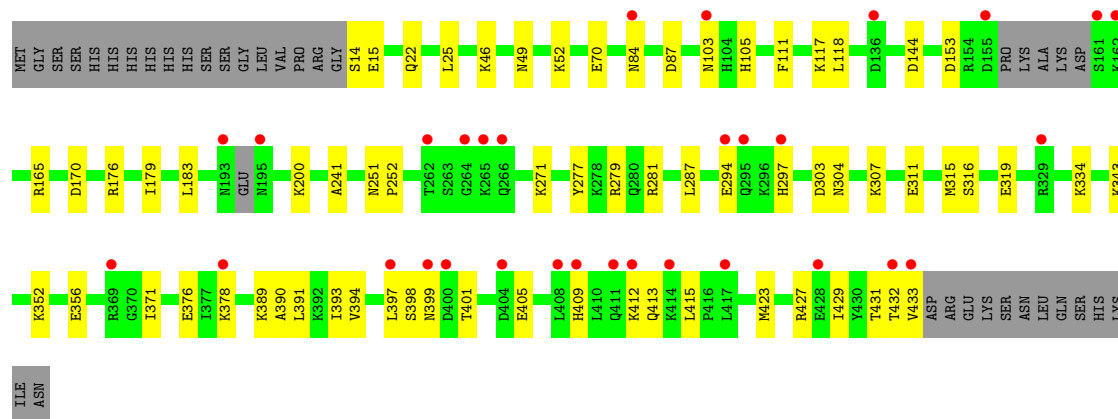 MET GLY SER SER HIS HIS HIS HIS HIS HIS SER SER GLY LEU VAL PRO ARG GLY S14 E15 Q22 L25 K46 N49 K52 E70 N84 D87 N103 H104 H105 F111 K117 L118 D136 D144 D153 R154 D155 PRO LYS ALA LYS ASP S161 K162
R165 D170 R176 I179 L183 N193 GLU N195 K200 A241 N251 P252 T262 S263 G264 K265 Q266 K271 Y277 K278 R279 Q280 R281 L287 E294 Q295 K296 H297 D303 N304 K307 E311 M315 S316 E319 R329 K334 K343
K352 E356 R369 G370 I371 E376 I377 K378 K389 A390 L391 K392 I393 V394 L397 S398 N399 D400 T401 D404 E405 L408 H409 L410 Q411 K412 Q413 K414 L415 P416 L417 M423 R427 E428 I429 Y430 T431 T432 V433 ASP ARG GLU LYS SER ASN LEU GLN SER HIS LYS
ILE ASN